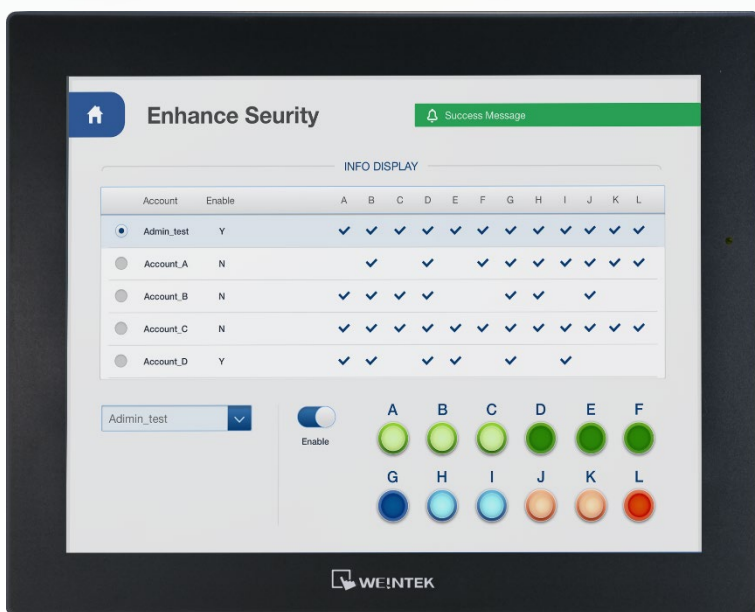 Enhance Seurity
Success Message
INFO DISPLAY
Account Enable A B C D E F G H I J K L
Admin_test Y
Account_A N
Account_B N
Account_C N
Account_D Y
Adimin_test
Enable
A B C D E F
G H I J K L
WEINTEK